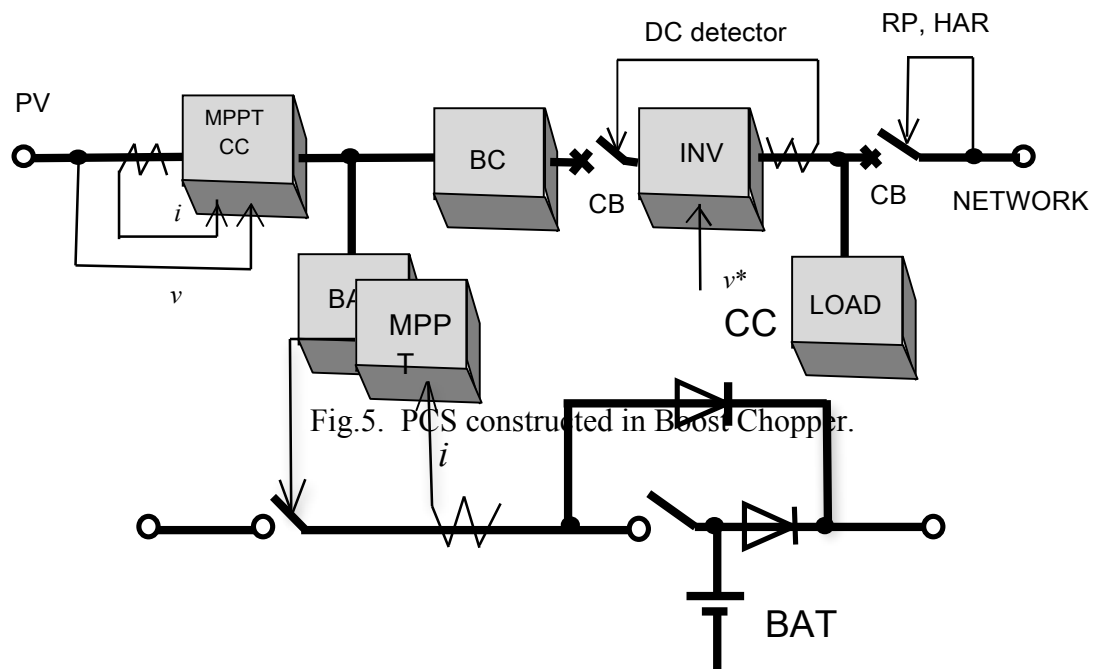 RP, HAR
DC detector
PV
MPPT
CC
BC
INV
CB
CB
NETWORK
i
v
v*
BA
MPP
T
CC
LOAD
Fig.5. PCS constructed in Boost Chopper.
i
BAT